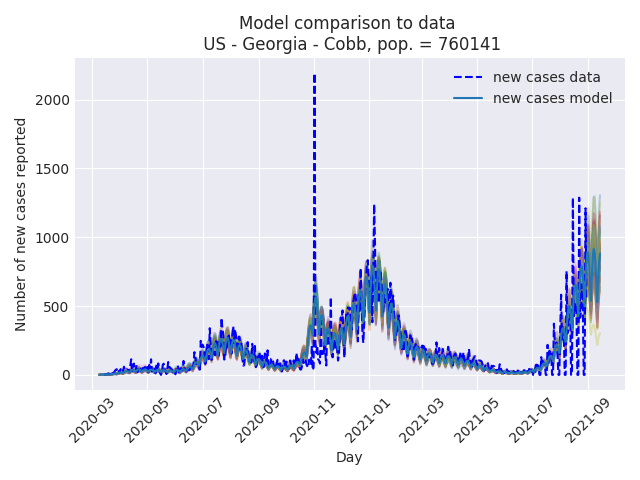 Model comparison to data
US - Georgia - Cobb, pop. = 760141
new cases data
new cases model
Number of new cases reported
2000
1500
1000
500
0
2020-03
2020-05
2020-07
2020-09
2020-11
2021-01
2021-03
2021-05
2021-07
2021-09
Day